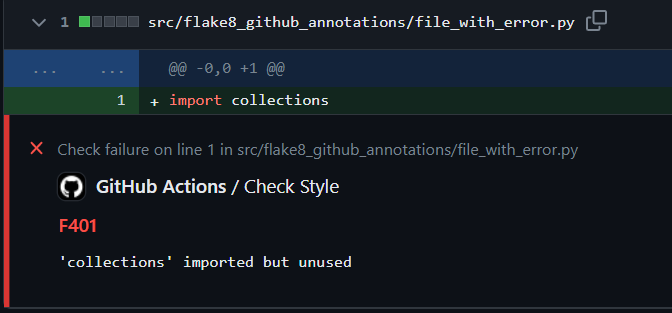 1 src/flake8_github_annotations/file_with_error.py
... ... @@ -0,0 +1 @@
1 + import collections
Check failure on line 1 in src/flake8_github_annotations/file_with_error.py
GitHub Actions / Check Style
F401
'collections' imported but unused